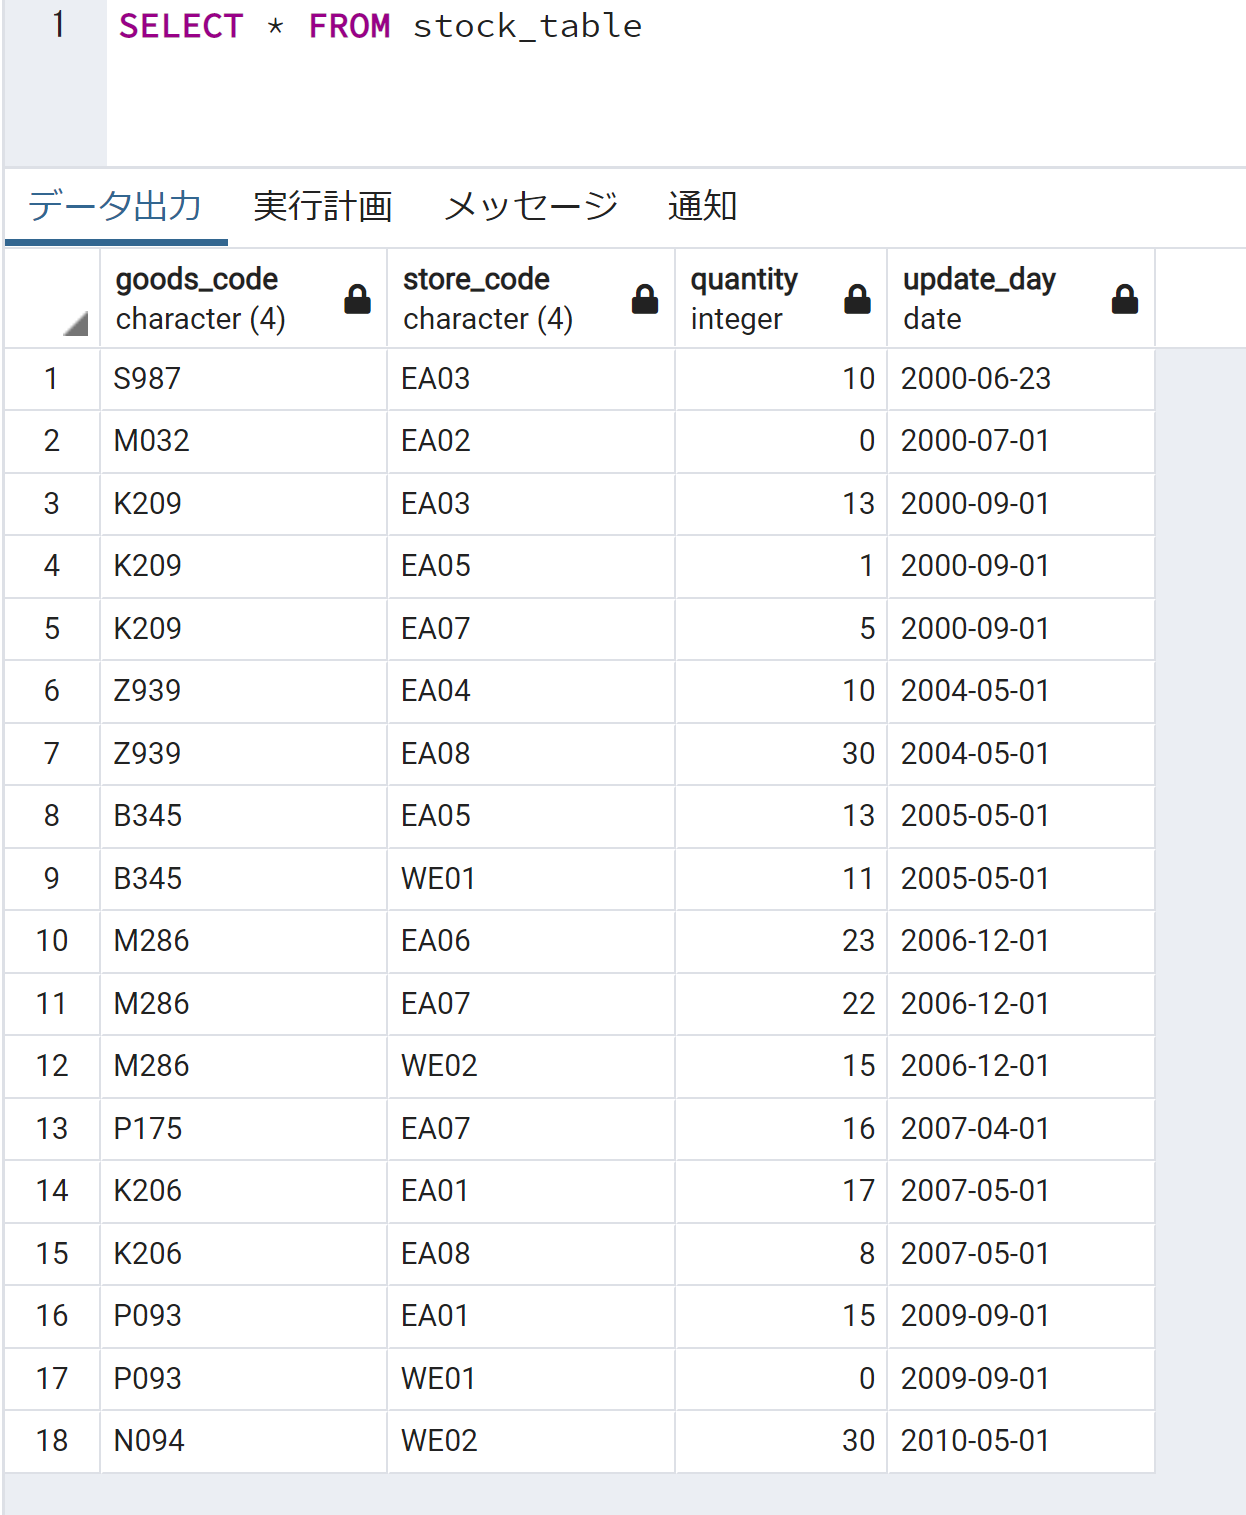 1 SELECT * FROM stock_table
データ出力 実行計画 メッセージ 通知
goods_code store_code quantity update_day
character (4) character (4) integer date
1 S987 EA03 10 2000-06-23
2 M032 EA02 0 2000-07-01
3 K209 EA03 13 2000-09-01
4 K209 EA05 1 2000-09-01
5 K209 EA07 5 2000-09-01
6 Z939 EA04 10 2004-05-01
7 Z939 EA08 30 2004-05-01
8 B345 EA05 13 2005-05-01
9 B345 WE01 11 2005-05-01
10 M286 EA06 23 2006-12-01
11 M286 EA07 22 2006-12-01
12 M286 WE02 15 2006-12-01
13 P175 EA07 16 2007-04-01
14 K206 EA01 17 2007-05-01
15 K206 EA08 8 2007-05-01
16 P093 EA01 15 2009-09-01
17 P093 WE01 0 2009-09-01
18 N094 WE02 30 2010-05-01